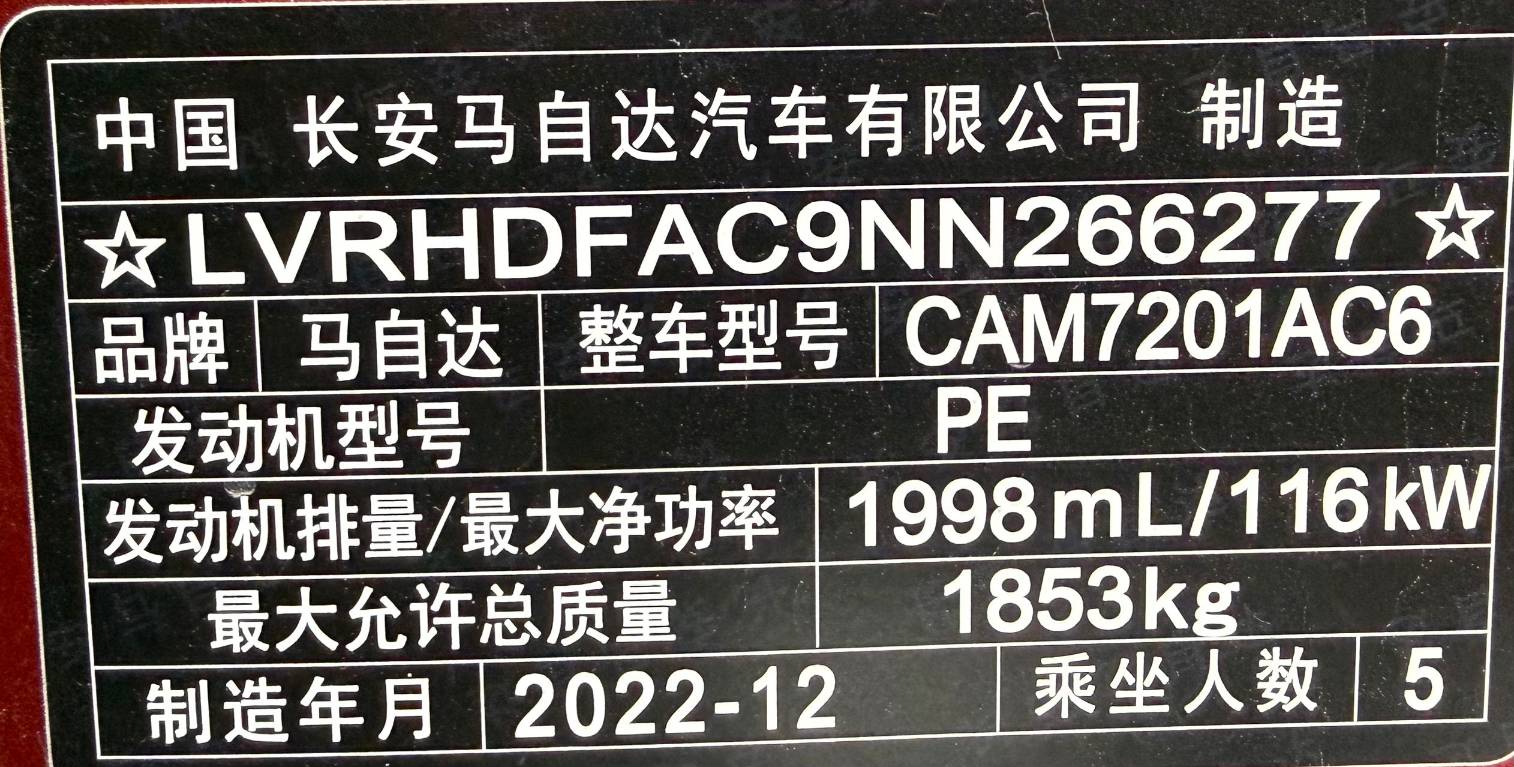 中国 长安马自达汽车有限公司 制造
☆LVRHDFAC9NN266277☆
品牌 马自达 整车型号 CAM7201AC6
发动机型号 PE
发动机排量/最大净功率 1998mL/116kW
最大允许总质量 1853kg
制造年月 2022-12 乘坐人数 5